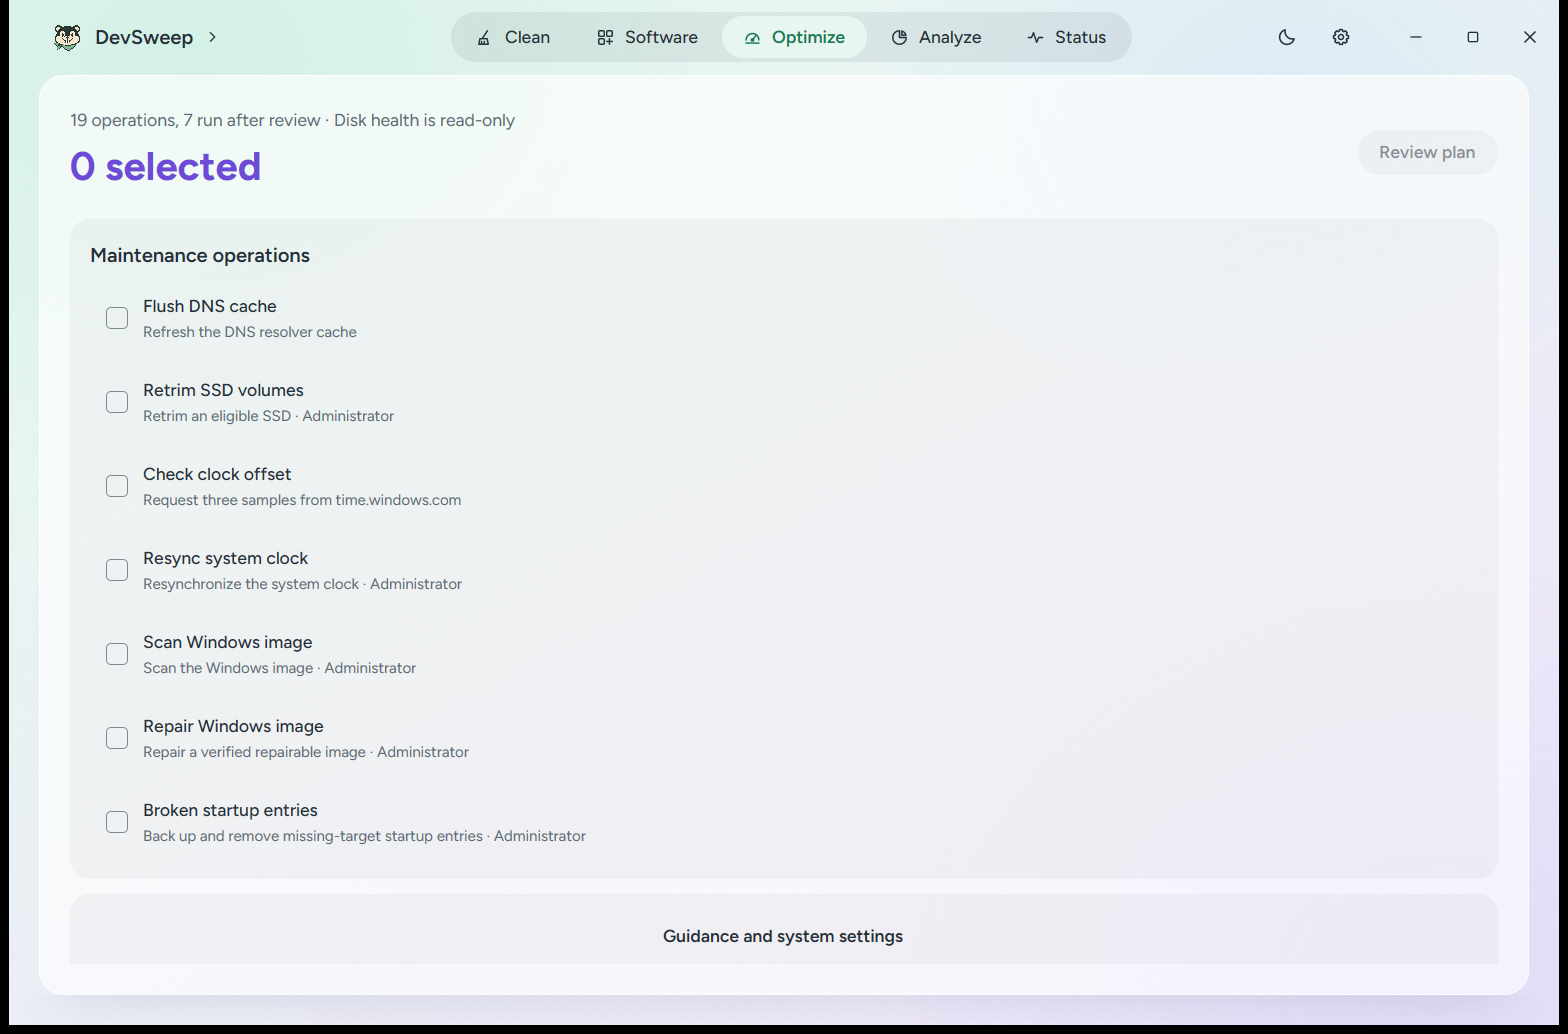 DevSweep
Clean
Software
Optimize
Analyze
Status
19 operations, 7 run after review · Disk health is read-only
0 selected
Review plan
Maintenance operations
Flush DNS cache
Refresh the DNS resolver cache
Retrim SSD volumes
Retrim an eligible SSD · Administrator
Check clock offset
Request three samples from time.windows.com
Resync system clock
Resynchronize the system clock · Administrator
Scan Windows image
Scan the Windows image · Administrator
Repair Windows image
Repair a verified repairable image · Administrator
Broken startup entries
Back up and remove missing-target startup entries · Administrator
Guidance and system settings